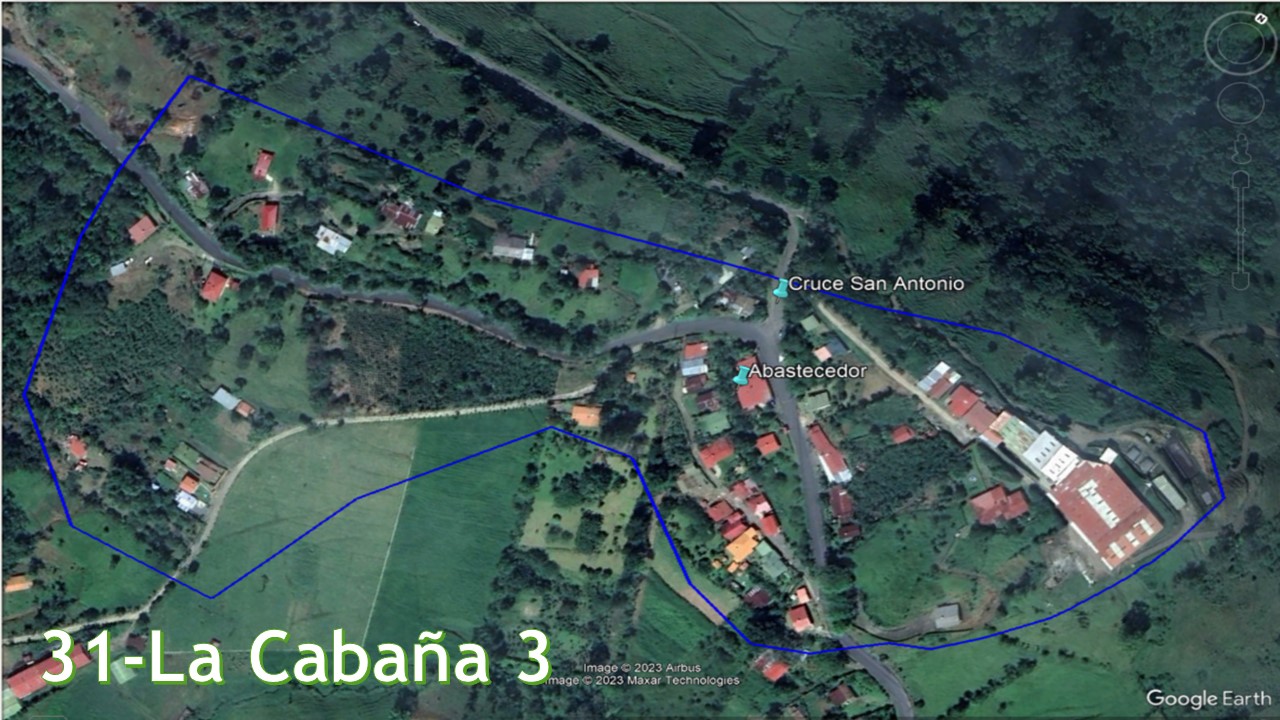 Cruce San Antonio
Abastecedor
31-La Cabaña 3
Image © 2023 Airbus
Image © 2023 Maxar Technologies
Google Earth